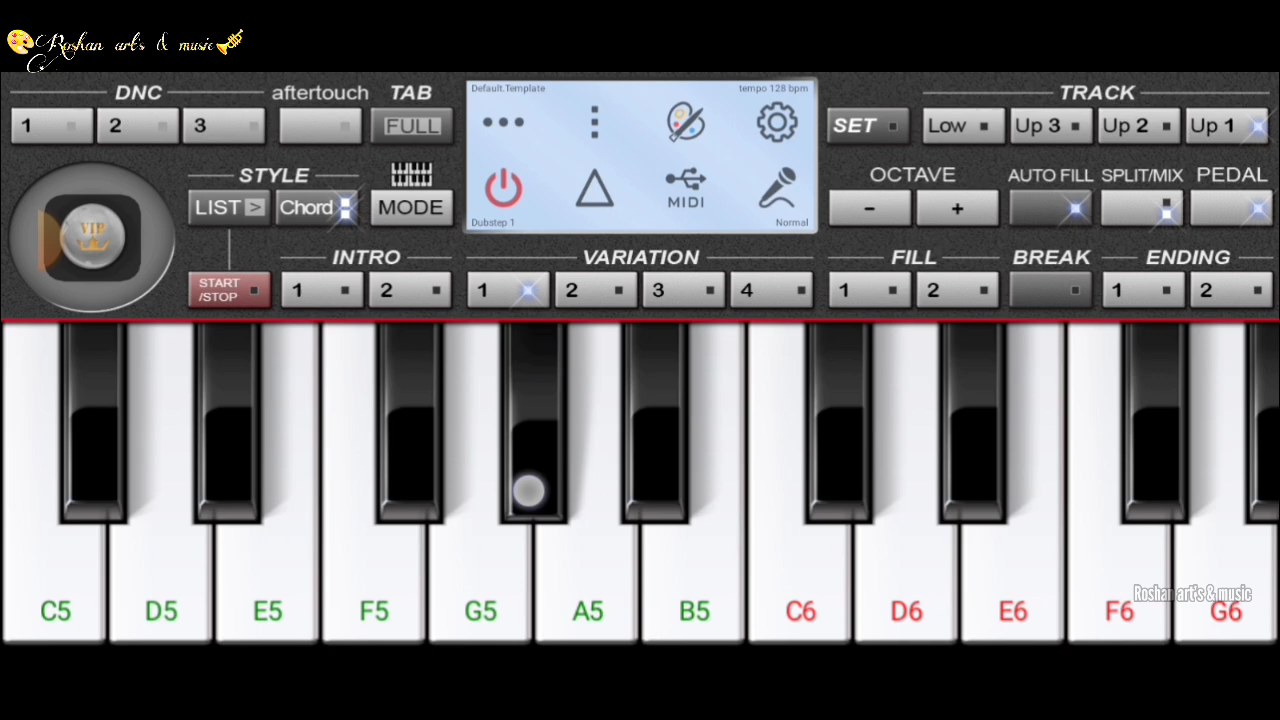 Roshan art's & music
DNC
aftertouch
TAB
1
2
3
FULL
Default.Template
tempo 128 bpm
MIDI
Dubstep 1
Normal
SET
TRACK
Low
Up 3
Up 2
Up 1
STYLE
LIST >
Chord
MODE
OCTAVE
-
+
AUTO FILL
SPLIT/MIX
PEDAL
VIP
START
/STOP
INTRO
1
2
VARIATION
1
2
3
4
FILL
1
2
BREAK
ENDING
1
2
Roshan art's & music
C5 D5 E5 F5 G5 A5 B5 C6 D6 E6 F6 G6